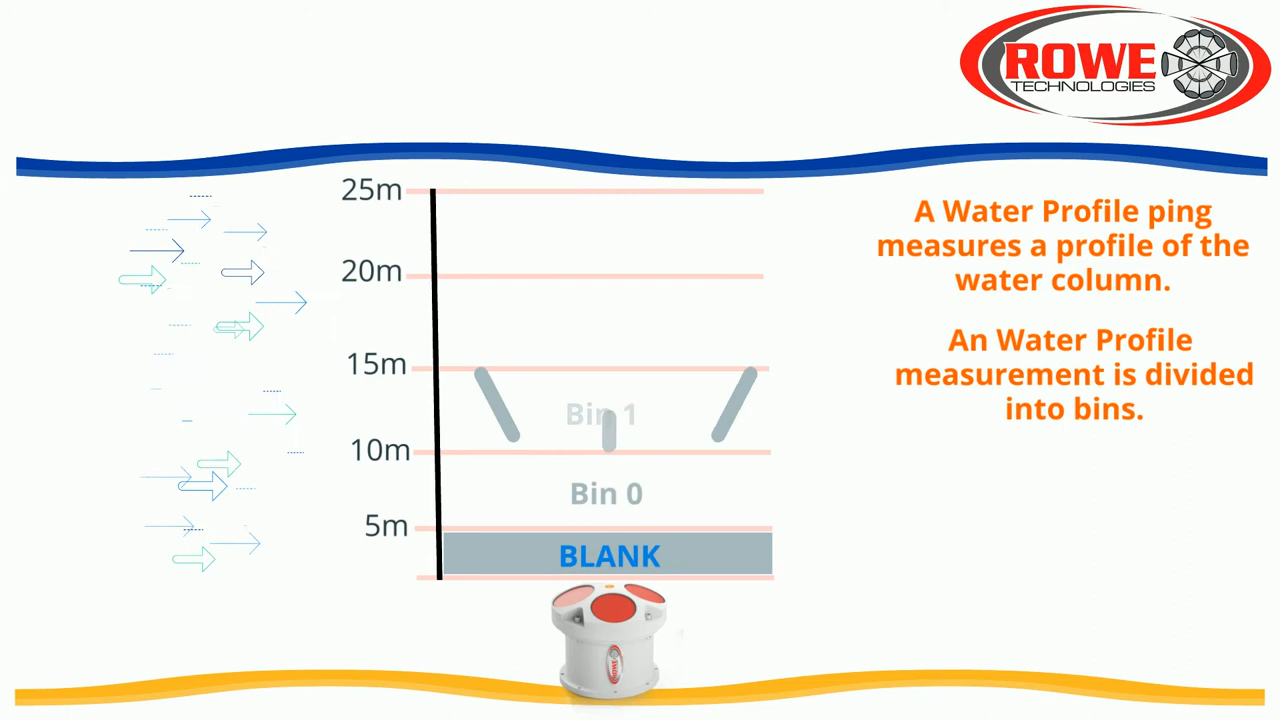 ROWE
TECHNOLOGIES
25m
20m
15m
10m
5m
Bin 1
Bin 0
BLANK
ROWE
A Water Profile ping
measures a profile of the
water column.
An Water Profile
measurement is divided
into bins.